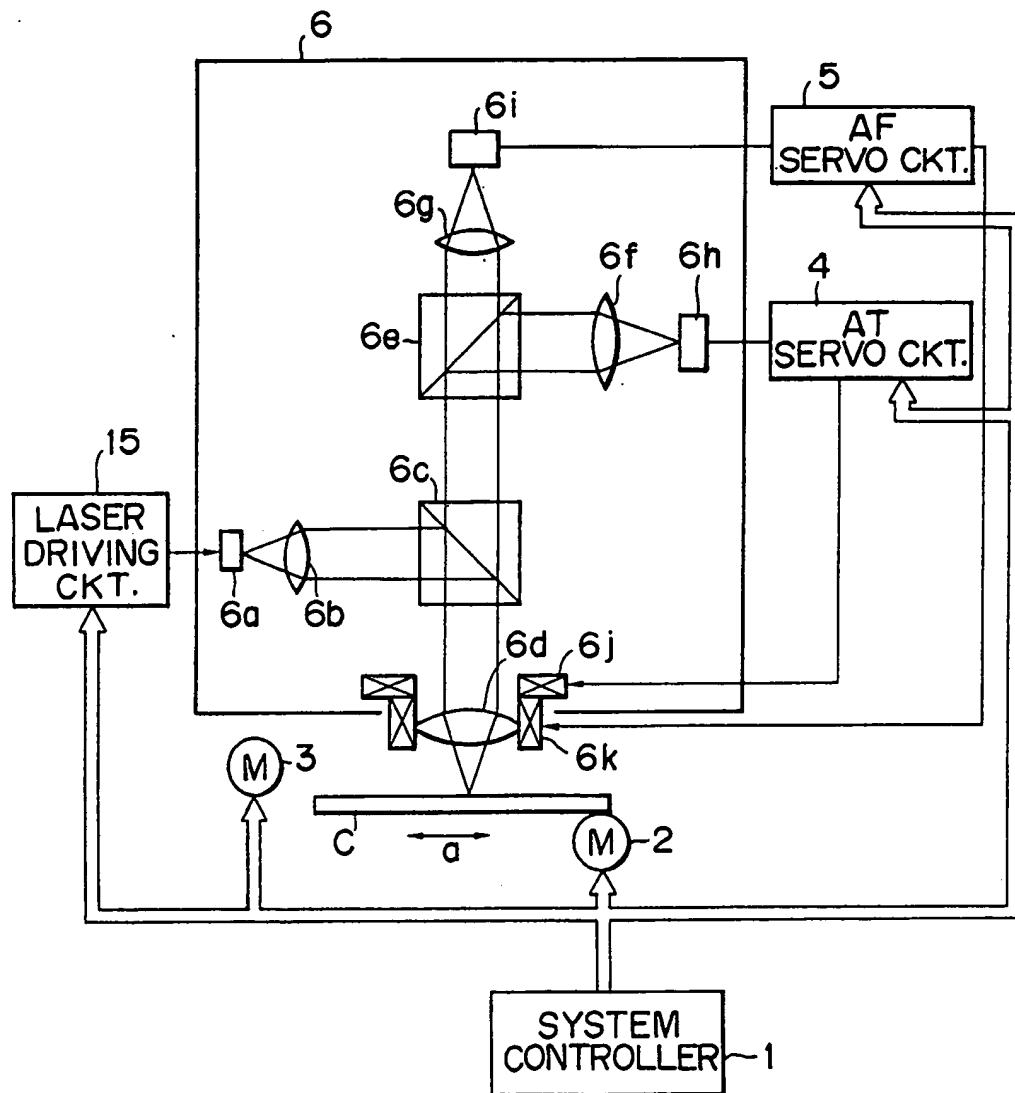 6
5
6i
AF
SERVO CKT.
6g
6f
6h
4
6e
AT
SERVO CKT.
15
6c
LASER
DRIVING
CKT.
6a
6b
6d
6j
3
M
6k
C
a
M
2
SYSTEM
CONTROLLER
1